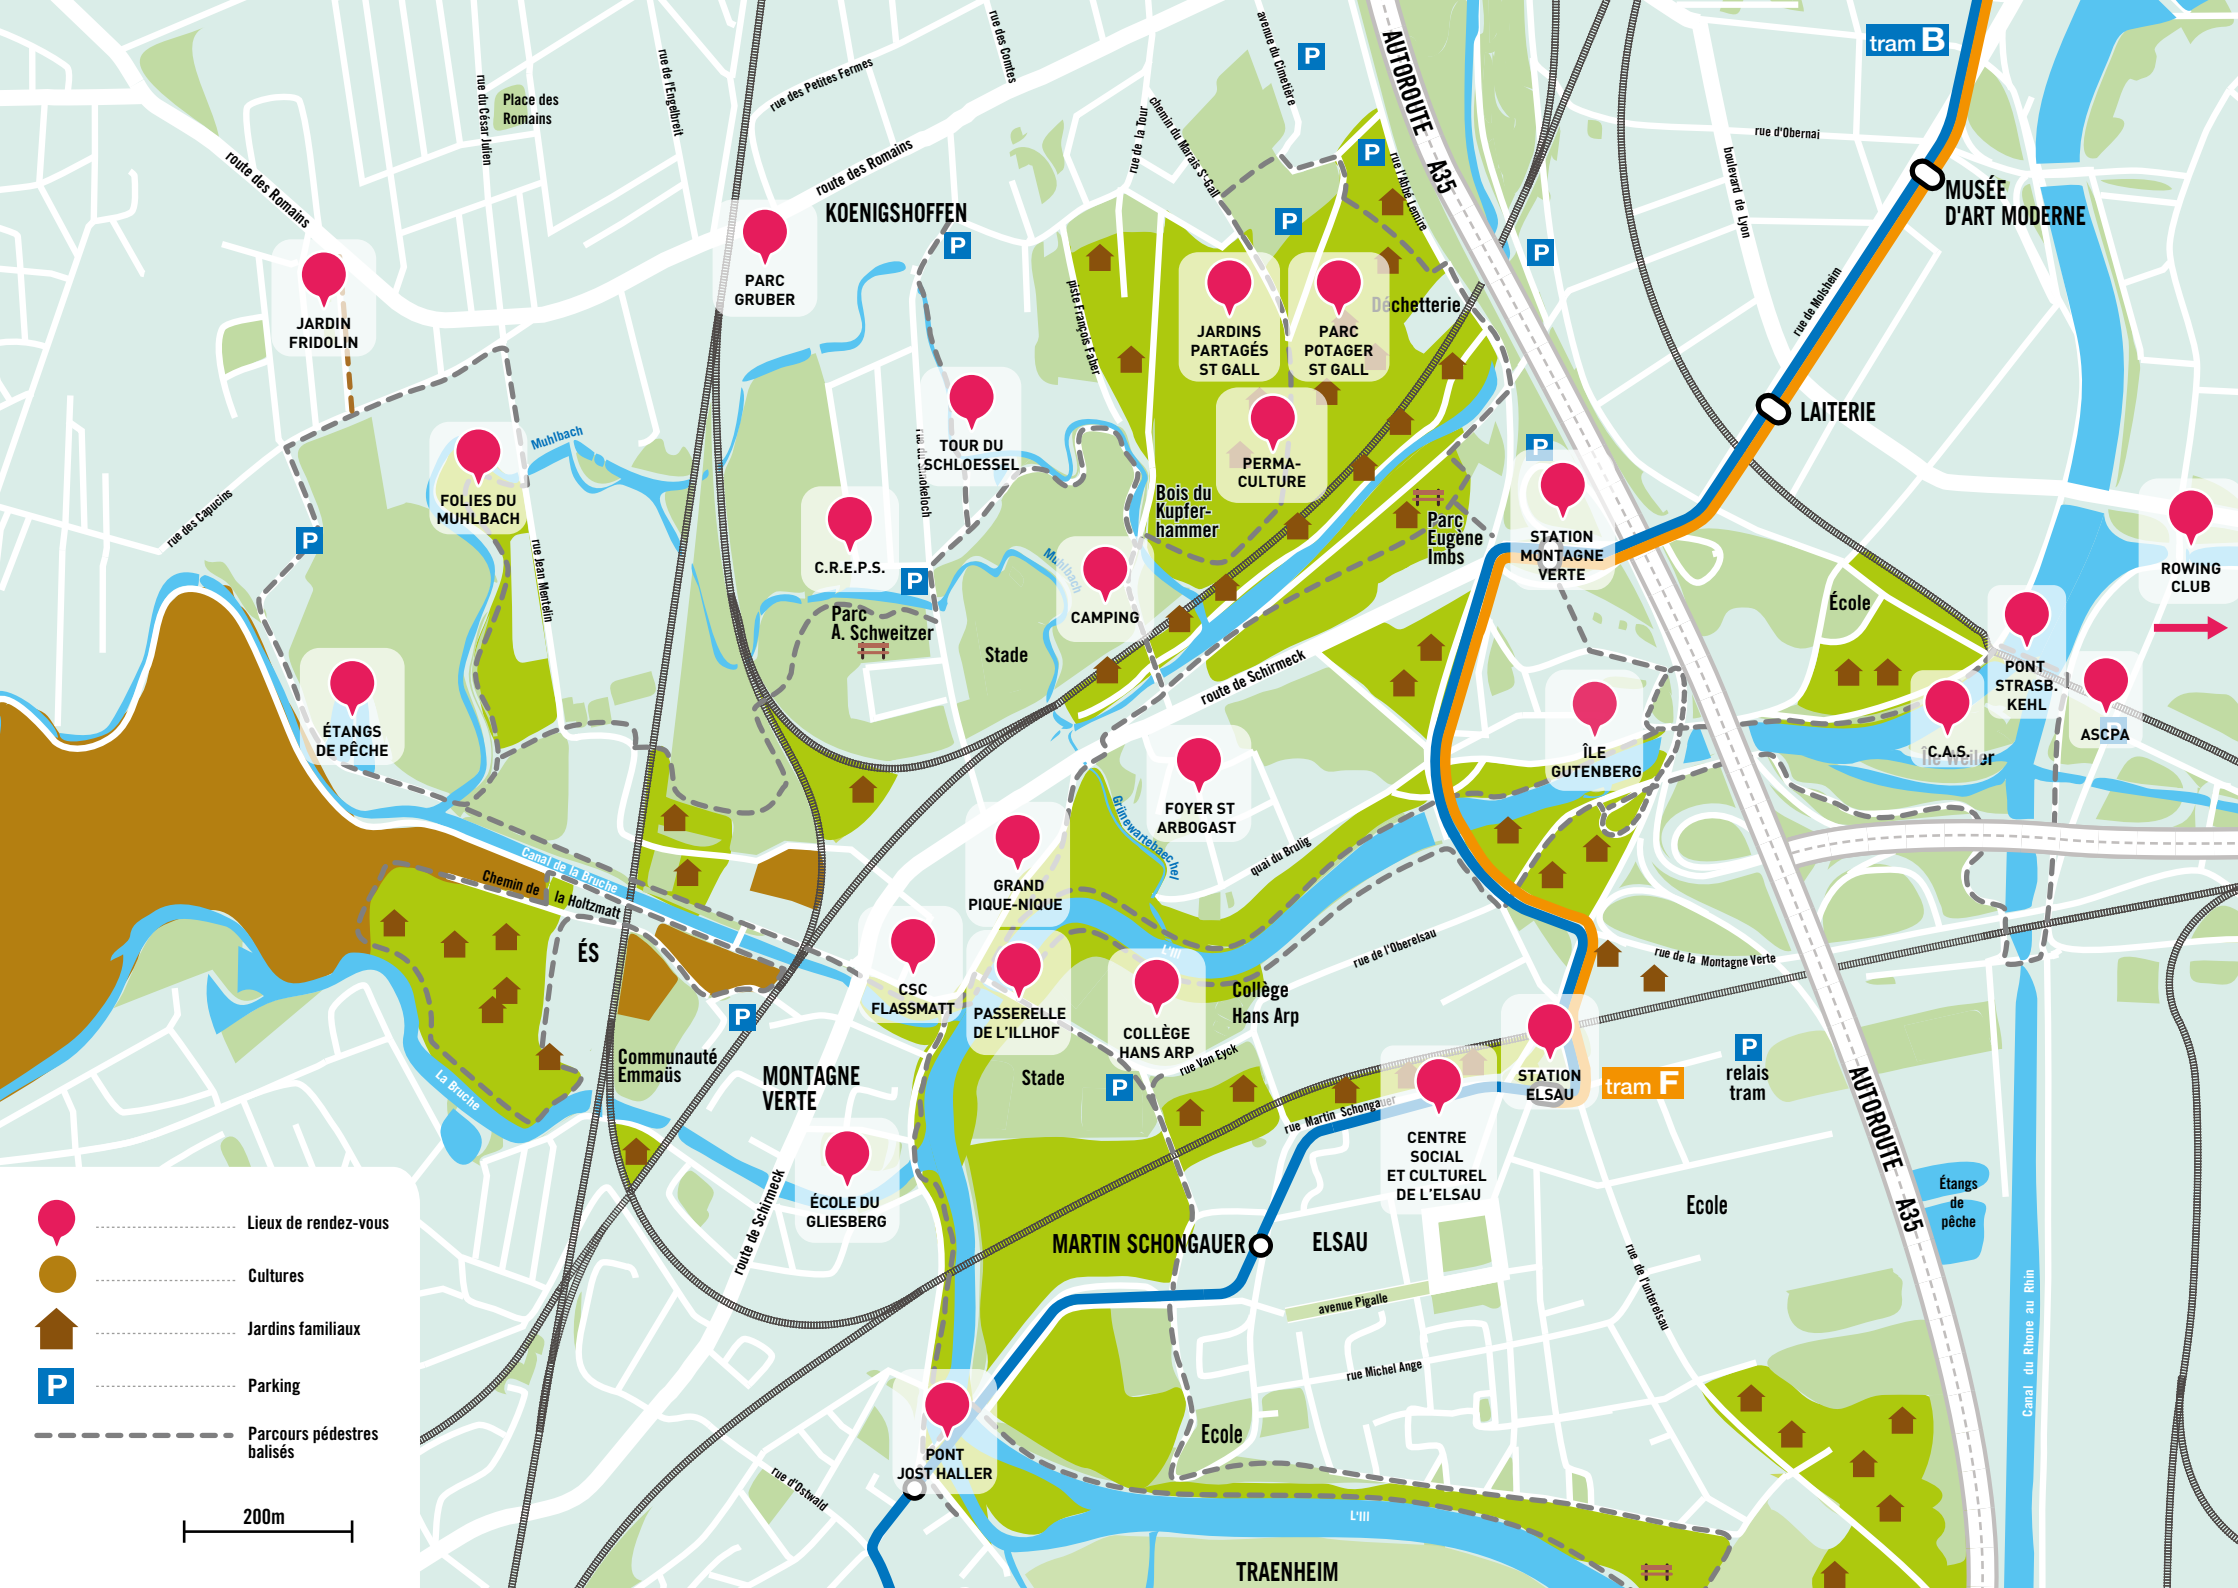 tram B
AUTOROUTE
A35
avenue du Cimetière
P
rue des Comtes
rue des Petites Fermes
rue de l'Engelbreit
rue du César Julien
Place des
Romains
route des Romains
route des Romains
rue de la Tour
chemin du Marais St-Gall
P
rue l'Abbé Lemire
rue d'Obernai
boulevard de Lyon
MUSÉE
D'ART MODERNE
KOENIGSHOFFEN
P
P
P
PARC
GRUBER
JARDIN
FRIDOLIN
piste François Faber
Déchetterie
JARDINS
PARTAGÉS
ST GALL
PARC
POTAGER
ST GALL
rue de Molsheim
LAITERIE
Muhlbach
TOUR DU
SCHLOESSEL
PERMA-
CULTURE
P
FOLIES DU
MUHLBACH
rue des Capucins
P
rue Jean Mentelin
C.R.E.P.S.
P
Bois du
Kupfer-
hammer
Parc
Eugène
Imbs
STATION
MONTAGNE
VERTE
ROWING
CLUB
Muhlbach
CAMPING
Parc
A. Schweitzer
Stade
École
PONT
STRASB.
KEHL
route de Schirmeck
ÉTANGS
DE PÊCHE
ÎLE
GUTENBERG
C.A.S.
Île Weiler
P
ASCPA
FOYER ST
ARBOGAST
quai du Brulig
GRAND
PIQUE-NIQUE
Canal de la Bruche
Chemin de
la Holtzmatt
ÉS
CSC
FLASSMATT
PASSERELLE
DE L'ILLHOF
L'Ill
COLLÈGE
HANS ARP
Collège
Hans Arp
rue de l'Oberelsau
rue de la Montagne Verte
P
Communauté
Emmaüs
MONTAGNE
VERTE
Stade
P
rue Van Eyck
La Bruche
rue Martin Schongauer
CENTRE
SOCIAL
ET CULTUREL
DE L'ELSAU
STATION
ELSAU
tram F
P
relais
tram
AUTOROUTE
A35
Étangs
de
pêche
ÉCOLE DU
GLIESBERG
route de Schirmeck
MARTIN SCHONGAUER
ELSAU
Ecole
rue de l'unterelsau
avenue Pigalle
rue Michel Ange
Canal du Rhone au Rhin
Ecole
PONT
JOST HALLER
rue d'Ostwald
L'Ill
TRAENHEIM
Lieux de rendez-vous
Cultures
Jardins familiaux
P
Parking
Parcours pédestres
balisés
200m